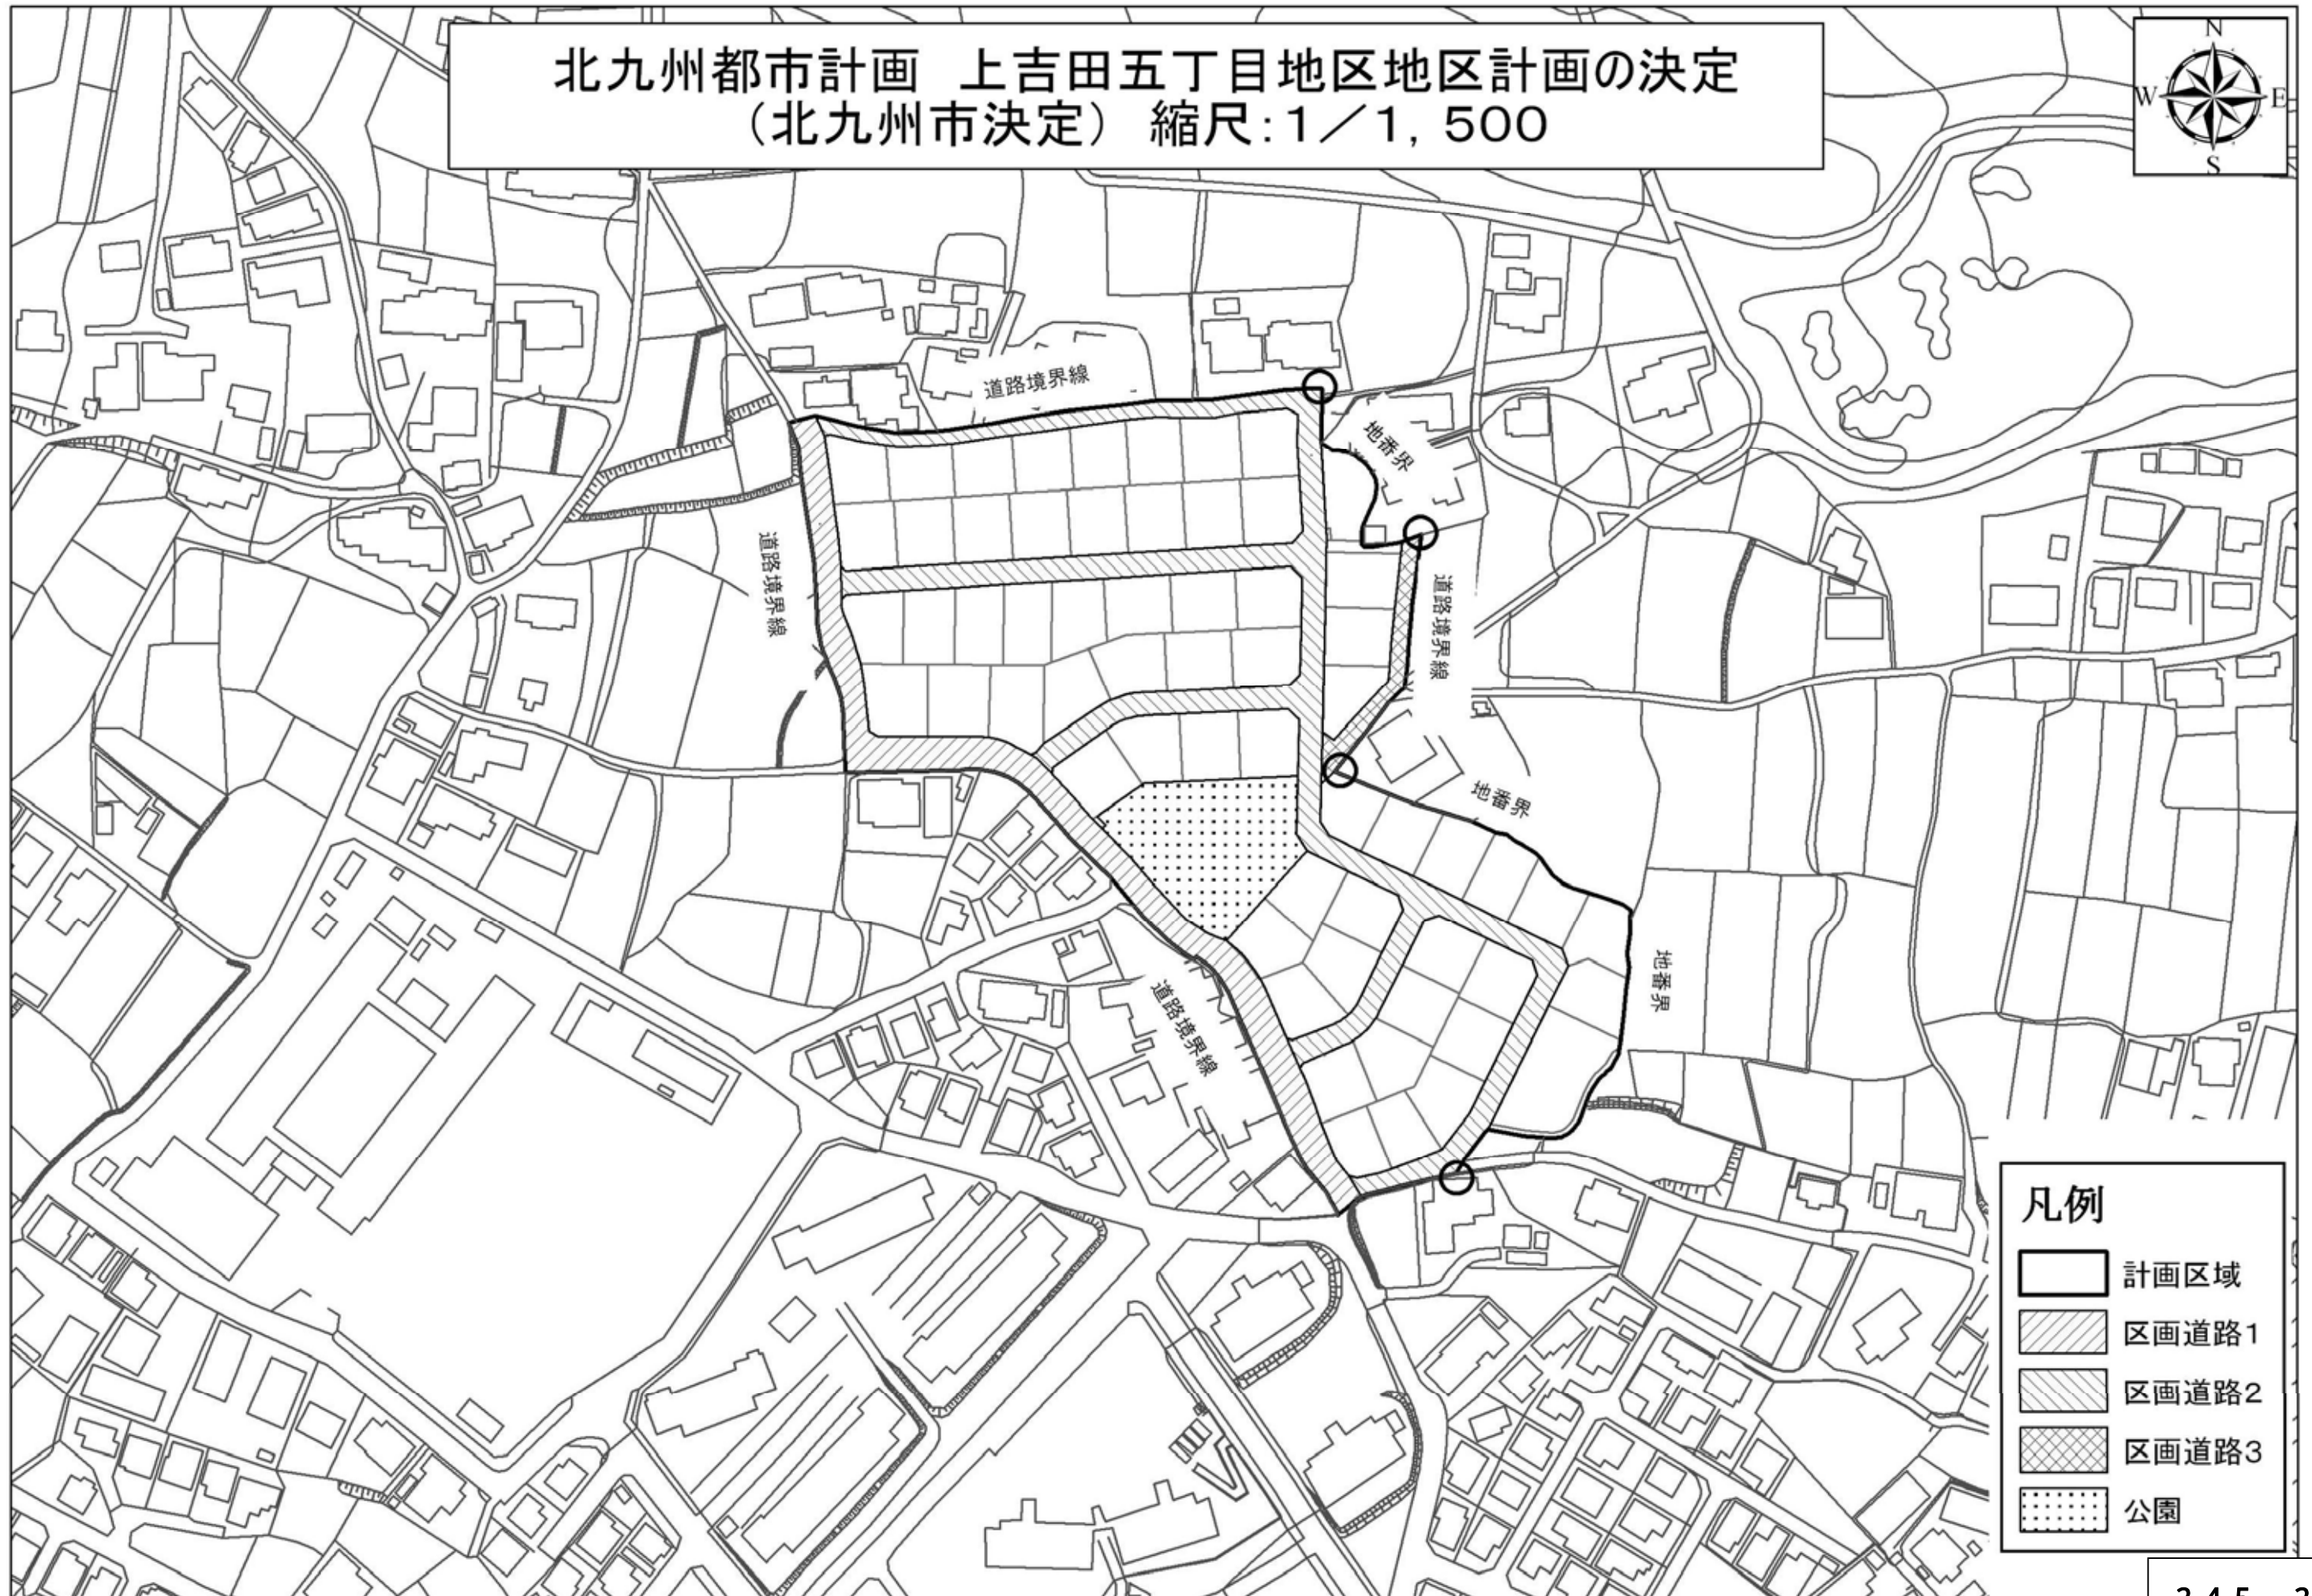 北九州都市計画　上吉田五丁目地区地区計画の決定
（北九州市決定）縮尺：1／1，500
N
W
E
S
道路境界線
地番界
道路境界線
道路境界線
地番界
地番界
道路境界線
凡例
計画区域
区画道路1
区画道路2
区画道路3
公園